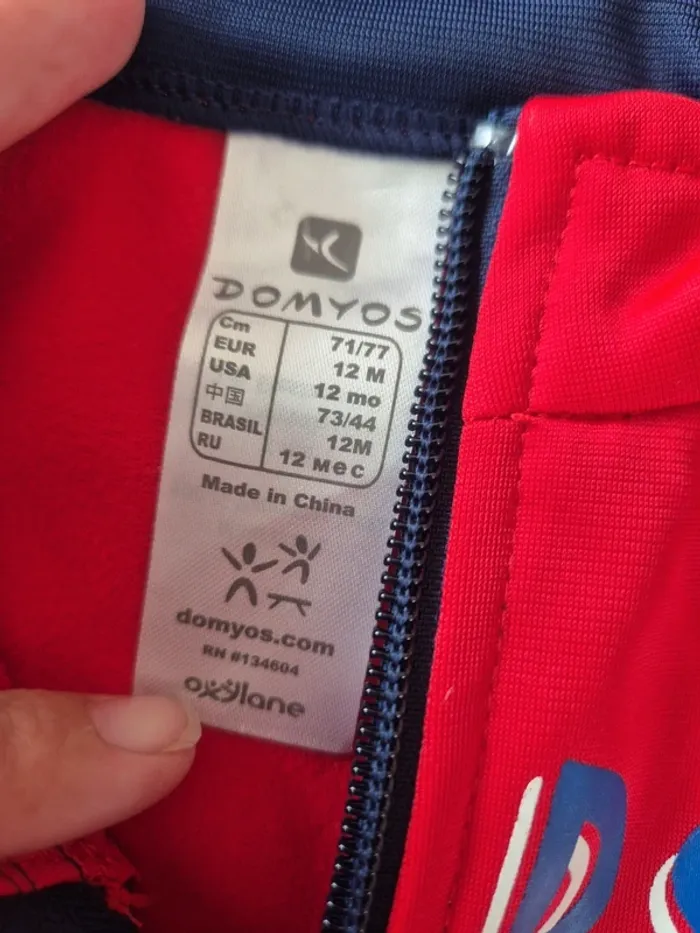 DOMYOS
Cm 71/77
EUR 12 M
USA 12 mo
中国 73/44
BRASIL 12M
RU 12 мес
Made in China
domyos.com
RN #134604
oxylane